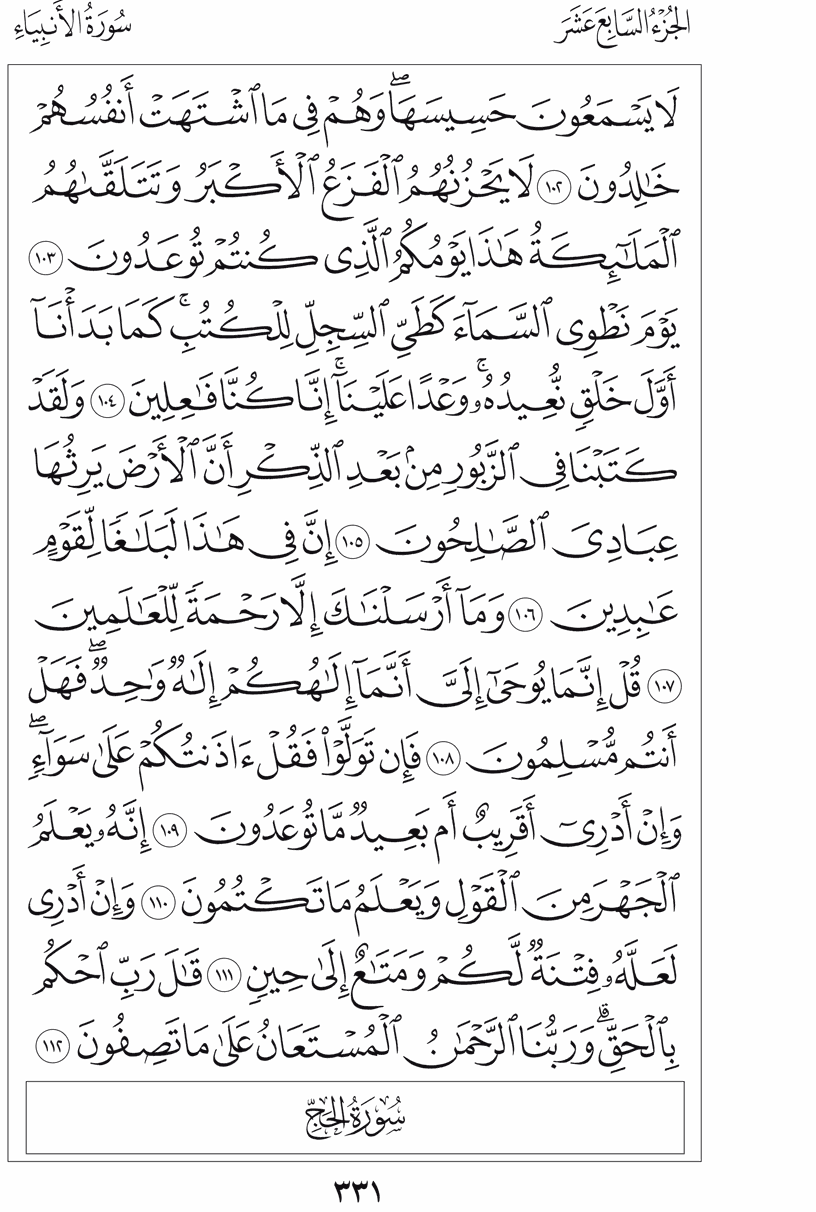 الجُزْءُ السَّابِعَ عَشَرَ
سُورَةُ الأَنبِيَاءِ
لَا يَسْمَعُونَ حَسِيسَهَاۖ وَهُمْ فِي مَا ٱشْتَهَتْ أَنفُسُهُمْ
خَٰلِدُونَ ١٠٢ لَا يَحْزُنُهُمُ ٱلْفَزَعُ ٱلْأَكْبَرُ وَتَتَلَقَّىٰهُمُ
ٱلْمَلَٰٓئِكَةُ هَٰذَا يَوْمُكُمُ ٱلَّذِى كُنتُمْ تُوعَدُونَ ١٠٣
يَوْمَ نَطْوِى ٱلسَّمَآءَ كَطَىِّ ٱلسِّجِلِّ لِلْكُتُبِۚ كَمَا بَدَأْنَآ
أَوَّلَ خَلْقٍ نُّعِيدُهُۥۚ وَعْدًا عَلَيْنَآۚ إِنَّا كُنَّا فَٰعِلِينَ ١٠٤ وَلَقَدْ
كَتَبْنَا فِى ٱلزَّبُورِ مِنۢ بَعْدِ ٱلذِّكْرِ أَنَّ ٱلْأَرْضَ يَرِثُهَا
عِبَادِىَ ٱلصَّٰلِحُونَ ١٠٥ إِنَّ فِى هَٰذَا لَبَلَٰغًا لِّقَوْمٍ
عَٰبِدِينَ ١٠٦ وَمَآ أَرْسَلْنَٰكَ إِلَّا رَحْمَةً لِّلْعَٰلَمِينَ
١٠٧ قُلْ إِنَّمَا يُوحَىٰٓ إِلَىَّ أَنَّمَآ إِلَٰهُكُمْ إِلَٰهٌ وَٰحِدٌۖ فَهَلْ
أَنتُم مُّسْلِمُونَ ١٠٨ فَإِن تَوَلَّوْا۟ فَقُلْ ءَاذَنتُكُمْ عَلَىٰ سَوَآءٍۖ
وَإِنْ أَدْرِىٓ أَقَرِيبٌ أَم بَعِيدٌ مَّا تُوعَدُونَ ١٠٩ إِنَّهُۥ يَعْلَمُ
ٱلْجَهْرَ مِنَ ٱلْقَوْلِ وَيَعْلَمُ مَا تَكْتُمُونَ ١١٠ وَإِنْ أَدْرِى
لَعَلَّهُۥ فِتْنَةٌ لَّكُمْ وَمَتَٰعٌ إِلَىٰ حِينٍ ١١١ قَٰلَ رَبِّ ٱحْكُم
بِٱلْحَقِّۗ وَرَبُّنَا ٱلرَّحْمَٰنُ ٱلْمُسْتَعَانُ عَلَىٰ مَا تَصِفُونَ ١١٢
سُورَةُ الحَجِّ
٣٣١